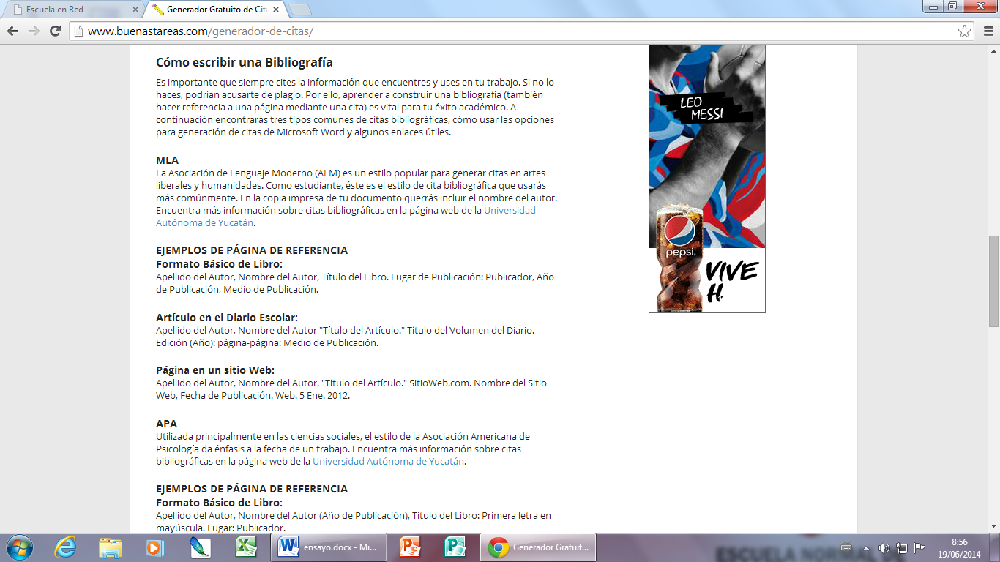 Escuela en Red
Generador Gratuito de Cit
www.buenastareas.com/generador-de-citas/
Cómo escribir una Bibliografía
Es importante que siempre cites la información que encuentres y uses en tu trabajo. Si no lo
haces, podrían acusarte de plagio. Por ello, aprender a construir una bibliografía (también
hacer referencia a una página mediante una cita) es vital para tu éxito académico. A
continuación encontrarás tres tipos comunes de citas bibliográficas, cómo usar las opciones
para generación de citas de Microsoft Word y algunos enlaces útiles.
MLA
La Asociación de Lenguaje Moderno (ALM) es un estilo popular para generar citas en artes
liberales y humanidades. Como estudiante, éste es el estilo de cita bibliográfica que usarás
más comúnmente. En la copia impresa de tu documento querrás incluir el nombre del autor.
Encuentra más información sobre citas bibliográficas en la página web de la Universidad
Autónoma de Yucatán.
EJEMPLOS DE PÁGINA DE REFERENCIA
Formato Básico de Libro:
Apellido del Autor, Nombre del Autor, Título del Libro. Lugar de Publicación: Publicador, Año
de Publicación, Medio de Publicación.
Artículo en el Diario Escolar:
Apellido del Autor, Nombre del Autor "Título del Artículo." Título del Volumen del Diario.
Edición (Año): página-página: Medio de Publicación.
Página en un sitio Web:
Apellido del Autor, Nombre del Autor. "Título del Artículo." SitioWeb.com. Nombre del Sitio
Web, Fecha de Publicación. Web. 5 Ene. 2012.
APA
Utilizada principalmente en las ciencias sociales, el estilo de la Asociación Americana de
Psicología da énfasis a la fecha de un trabajo. Encuentra más información sobre citas
bibliográficas en la página web de la Universidad Autónoma de Yucatán.
EJEMPLOS DE PÁGINA DE REFERENCIA
Formato Básico de Libro:
Apellido del Autor, Nombre del Autor (Año de Publicación), Título del Libro: Primera letra en
mayúscula. Lugar: Publicador.
LEO
MESSI
pepsi
VIVE
H.
ensayo.docx - Mi...
Generador Gratuit...
ESCUELA NORMAL DE
8:56
19/06/2014